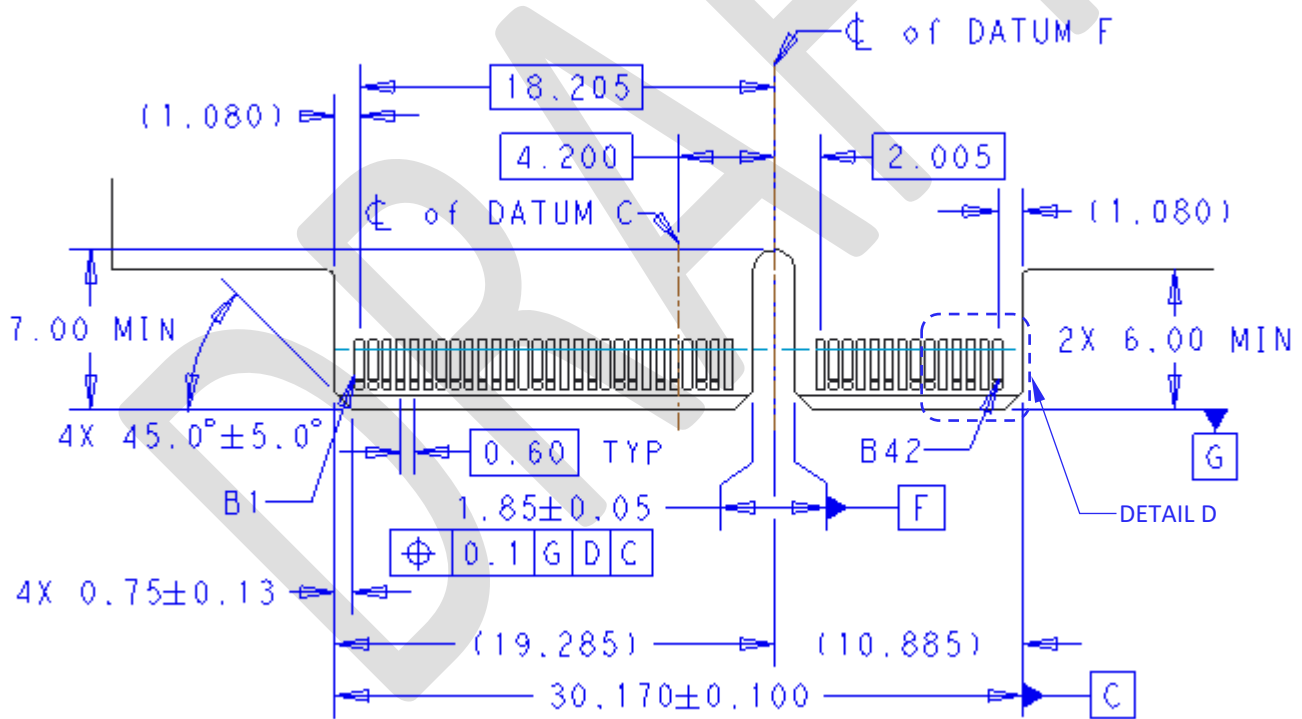 ℄ of DATUM F
18.205
(1.080)
4.200
2.005
℄ of DATUM C
(1.080)
7.00 MIN
2X 6.00 MIN
4X 45.0°±5.0°
0.60 TYP
B42
G
B1
1.85±0.05
F
DETAIL D
⌖ 0.1 G D C
4X 0.75±0.13
(19.285)
(10.885)
30.170±0.100
C
DRAFT